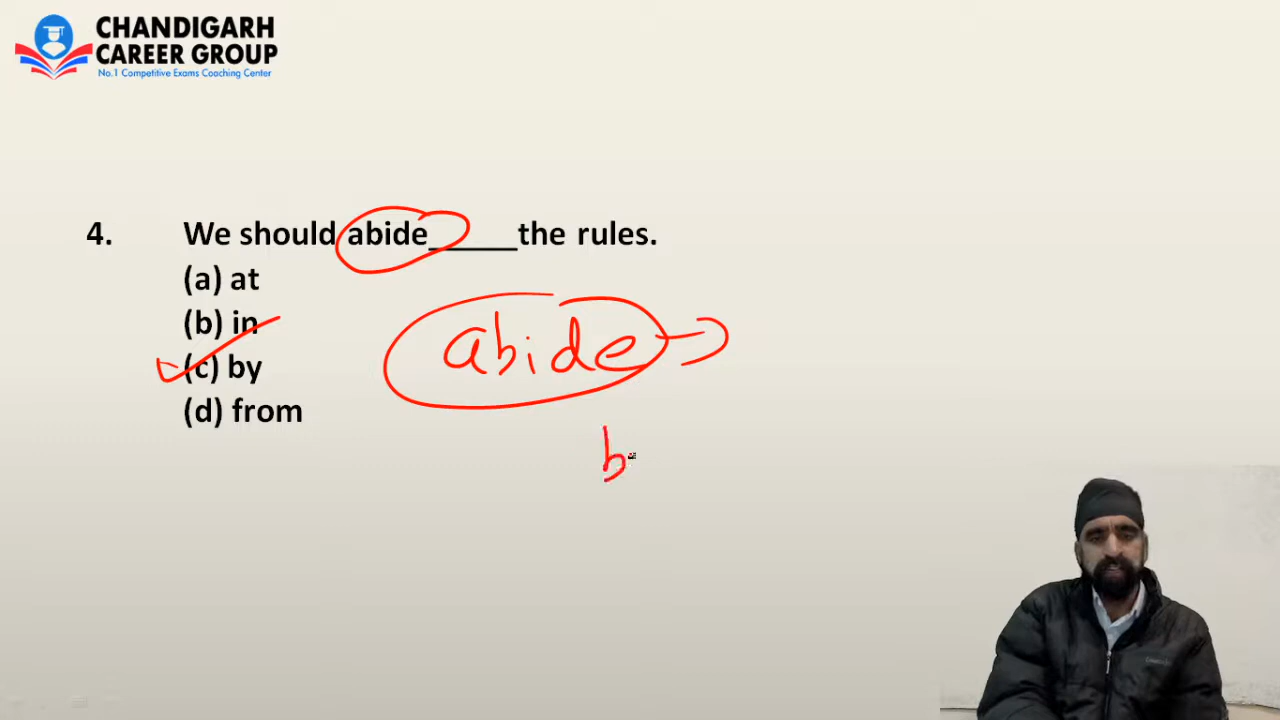 CHANDIGARH
CAREER GROUP
No.1 Competitive Exams Coaching Center
4. We should abide_____the rules.
(a) at
(b) in
(c) by
(d) from
abide
b